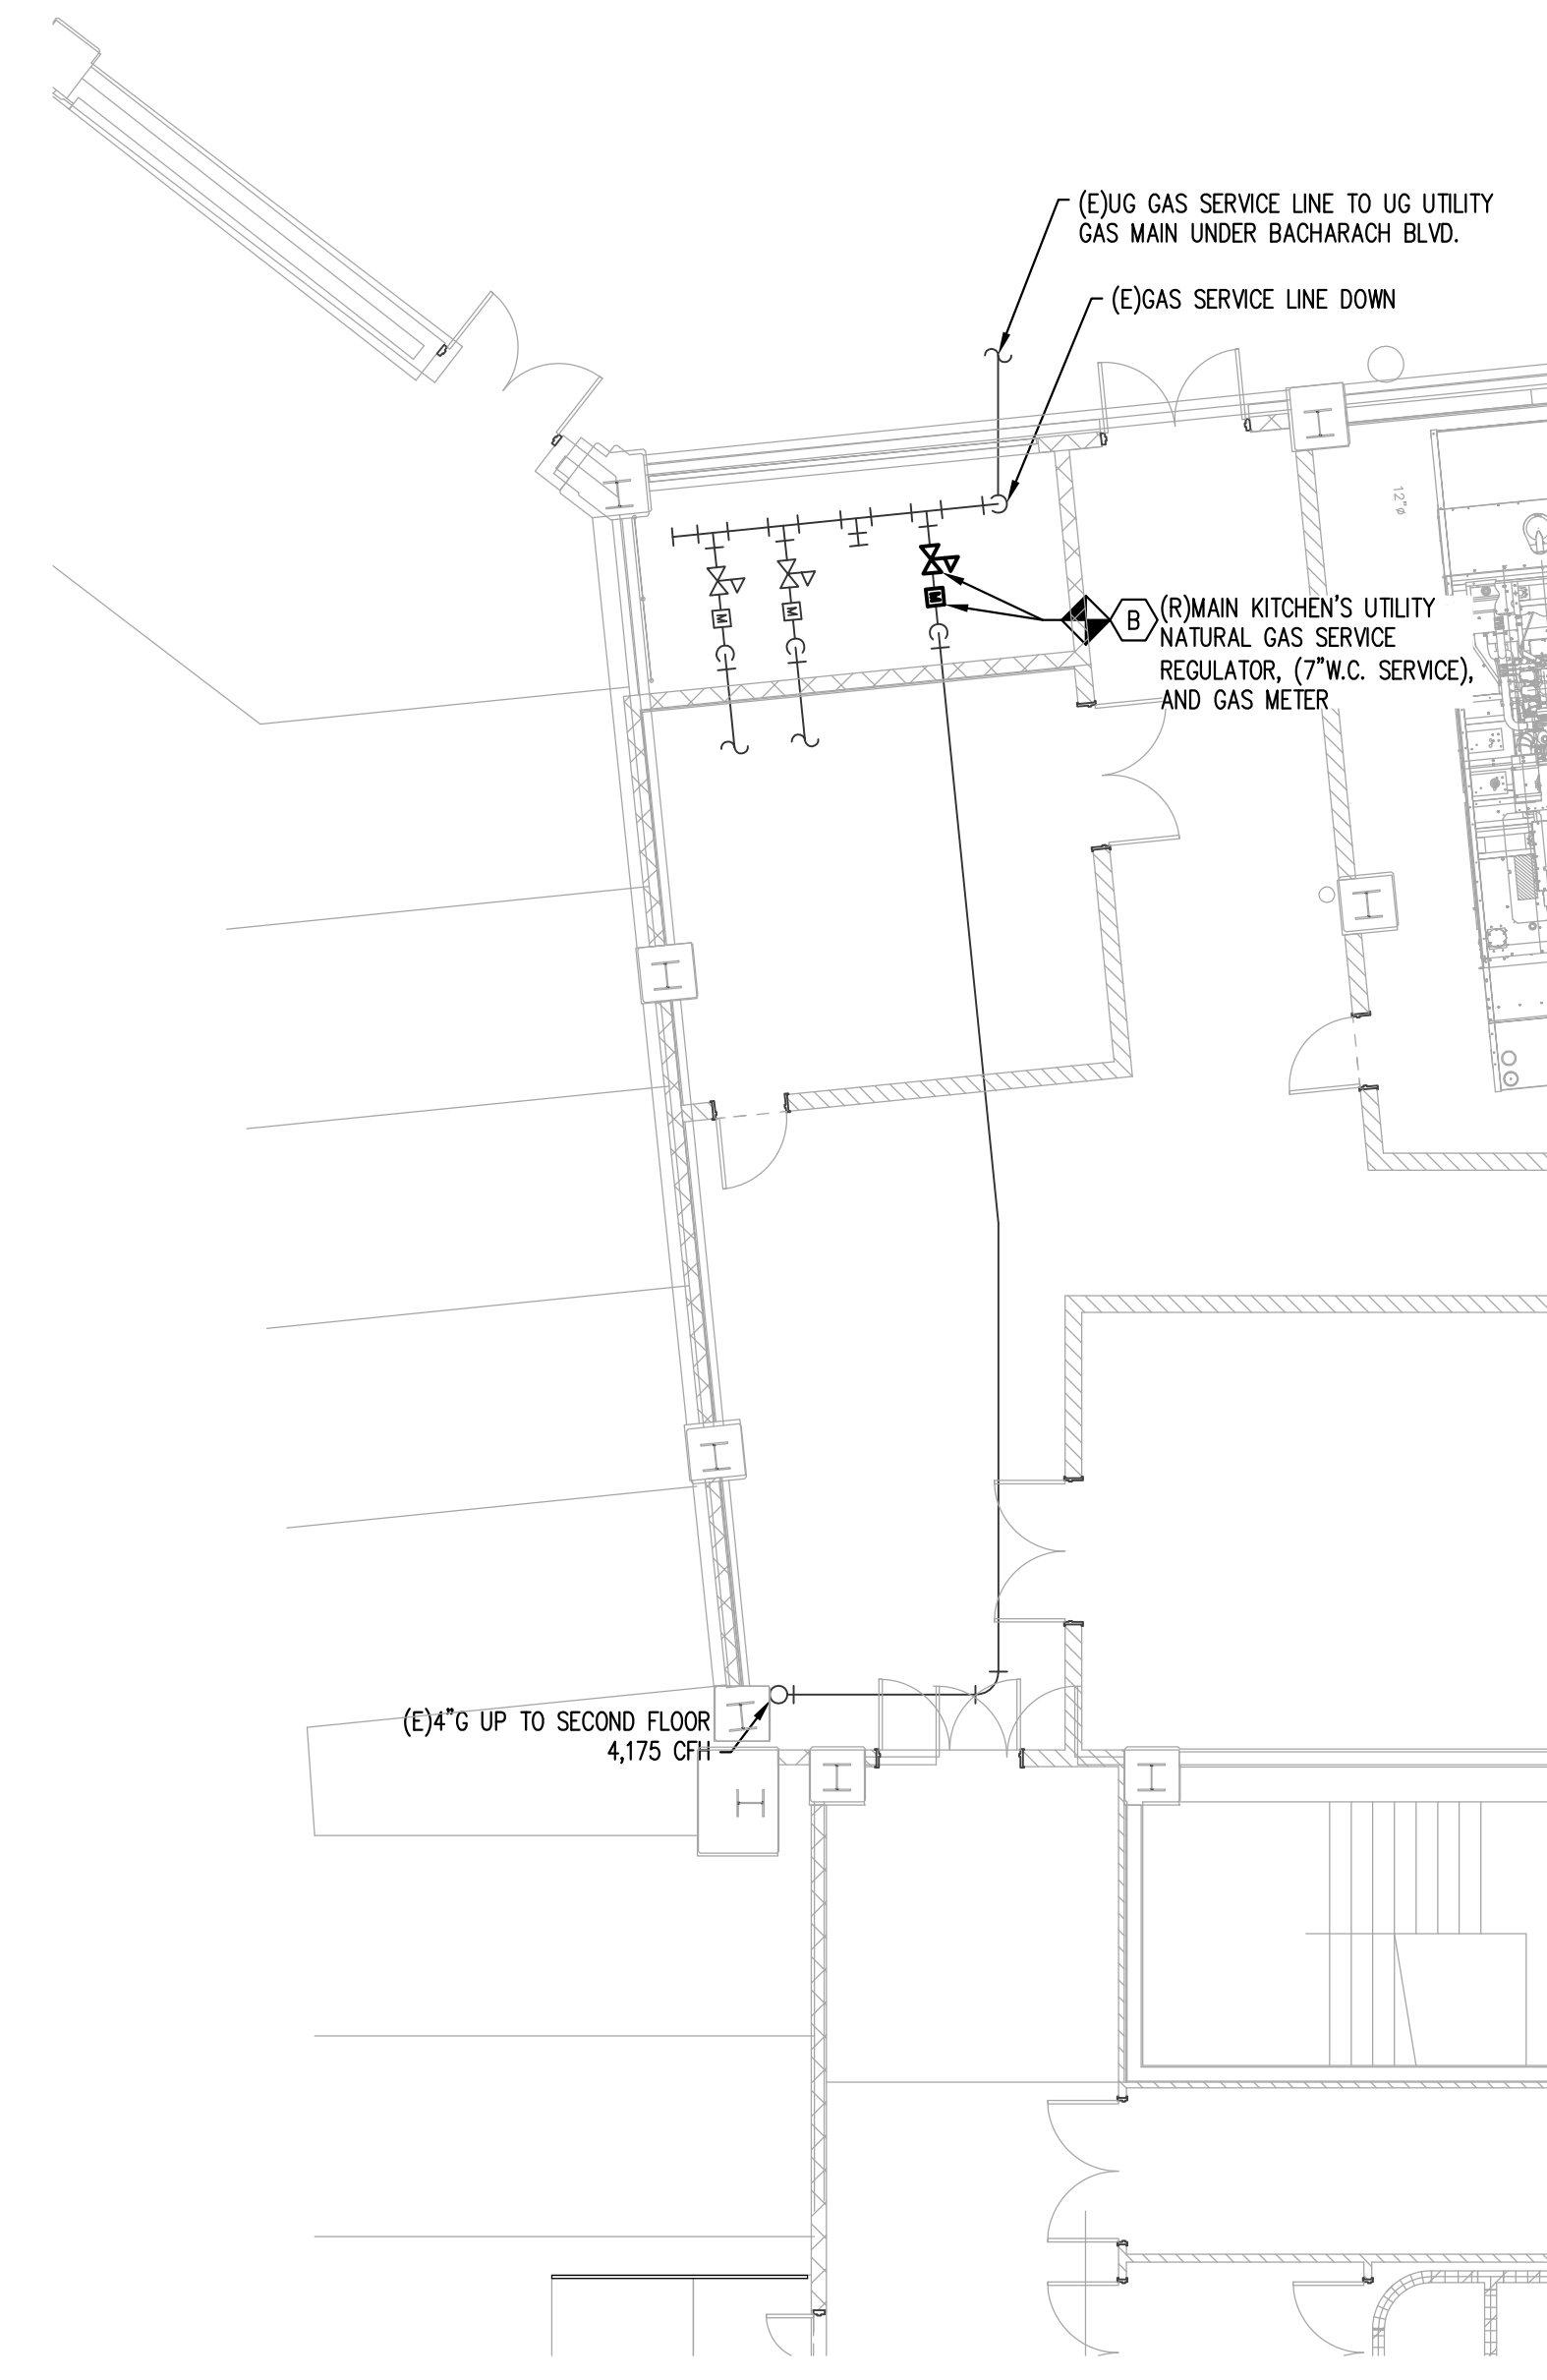 (E)UG GAS SERVICE LINE TO UG UTILITY
GAS MAIN UNDER BACHARACH BLVD.
(E)GAS SERVICE LINE DOWN
12"ø
M
M
M
B
(R)MAIN KITCHEN'S UTILITY
NATURAL GAS SERVICE
REGULATOR, (7"W.C. SERVICE),
AND GAS METER
(E)4"G UP TO SECOND FLOOR
4,175 CFH